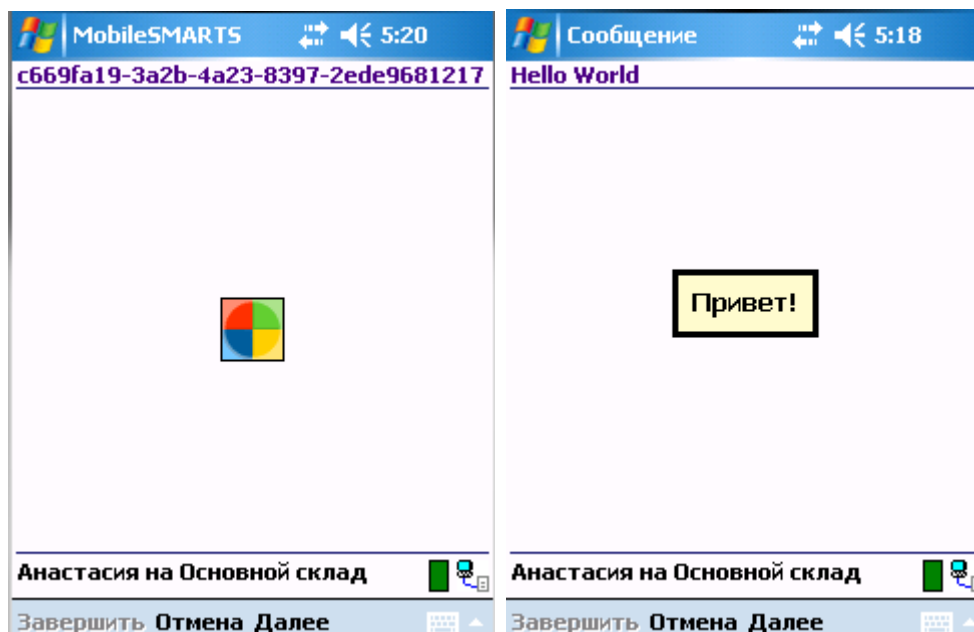 MobileSMARTS 5:20
c669fa19-3a2b-4a23-8397-2ede9681217
Анастасия на Основной склад
Завершить Отмена Далее
Сообщение 5:18
Hello World
Привет!
Анастасия на Основной склад
Завершить Отмена Далее